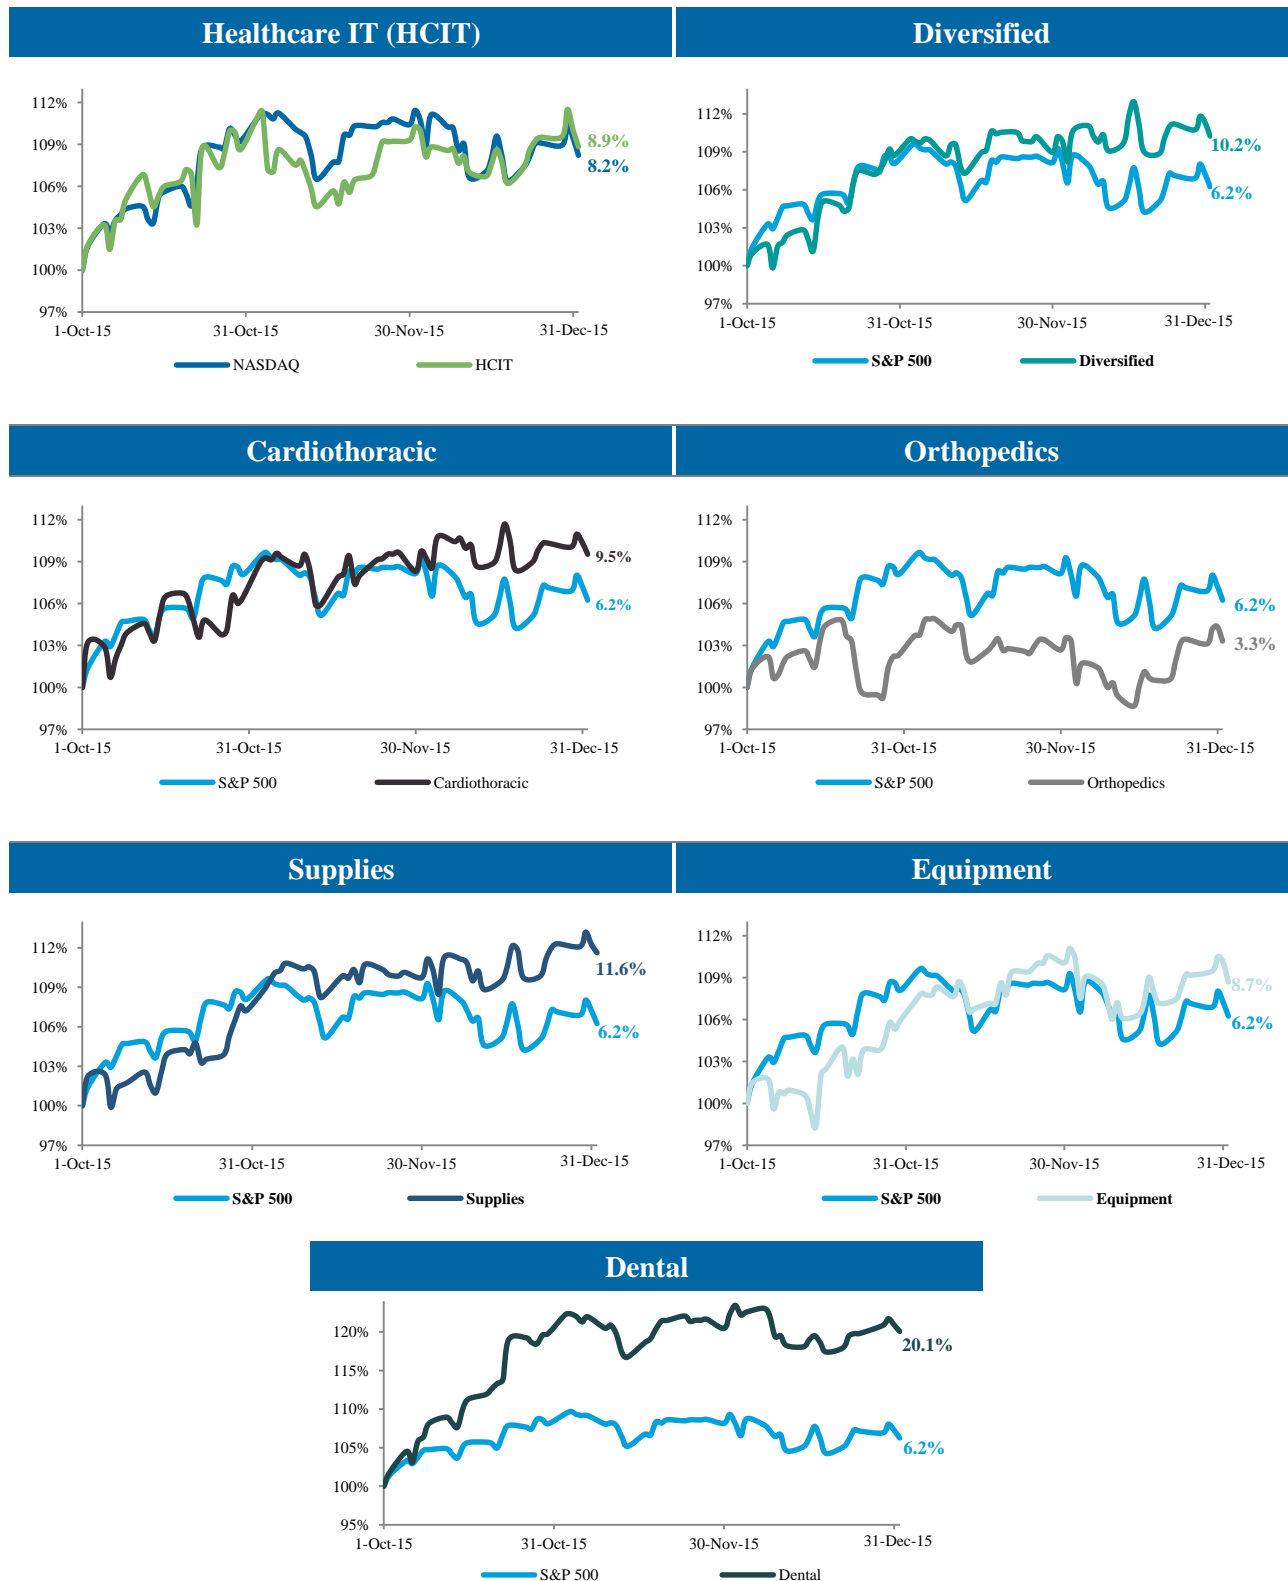 Healthcare IT (HCIT)
112%
109%
106%
103%
100%
97%
1-Oct-15 31-Oct-15 30-Nov-15 31-Dec-15
8.9%
8.2%
NASDAQ HCIT
Diversified
112%
109%
106%
103%
100%
97%
1-Oct-15 31-Oct-15 30-Nov-15 31-Dec-15
10.2%
6.2%
S&P 500 Diversified
Cardiothoracic
112%
109%
106%
103%
100%
97%
1-Oct-15 31-Oct-15 30-Nov-15 31-Dec-15
9.5%
6.2%
S&P 500 Cardiothoracic
Orthopedics
112%
109%
106%
103%
100%
97%
1-Oct-15 31-Oct-15 30-Nov-15 31-Dec-15
6.2%
3.3%
S&P 500 Orthopedics
Supplies
112%
109%
106%
103%
100%
97%
1-Oct-15 31-Oct-15 30-Nov-15 31-Dec-15
11.6%
6.2%
S&P 500 Supplies
Equipment
112%
109%
106%
103%
100%
97%
1-Oct-15 31-Oct-15 30-Nov-15 31-Dec-15
8.7%
6.2%
S&P 500 Equipment
Dental
120%
115%
110%
105%
100%
95%
1-Oct-15 31-Oct-15 30-Nov-15 31-Dec-15
20.1%
6.2%
S&P 500 Dental